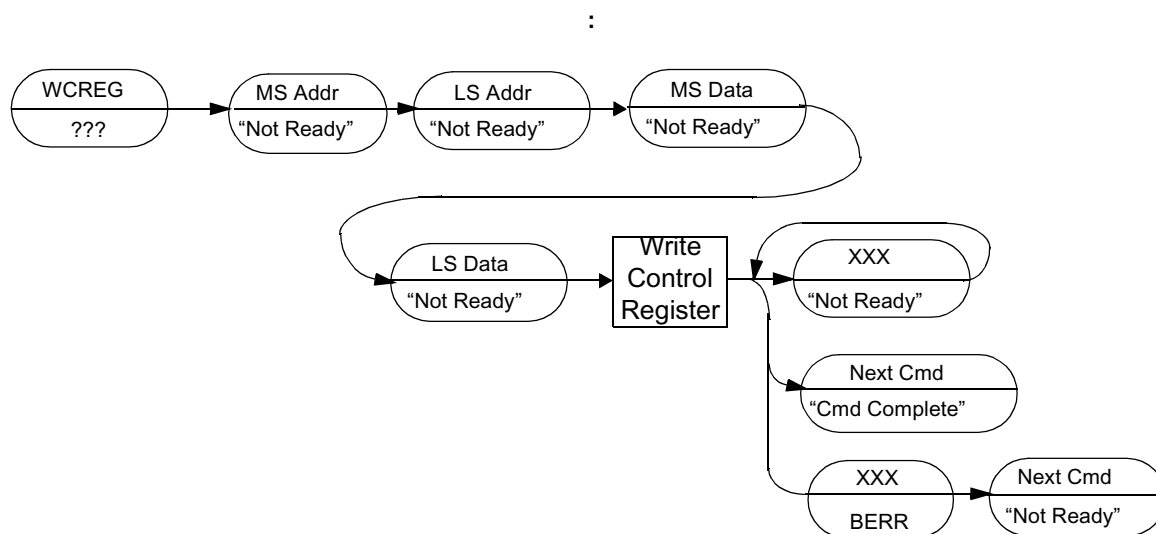 :
WCREG
???
MS Addr
“Not Ready”
LS Addr
“Not Ready”
MS Data
“Not Ready”
LS Data
“Not Ready”
Write
Control
Register
XXX
“Not Ready”
Next Cmd
“Cmd Complete”
XXX
BERR
Next Cmd
“Not Ready”